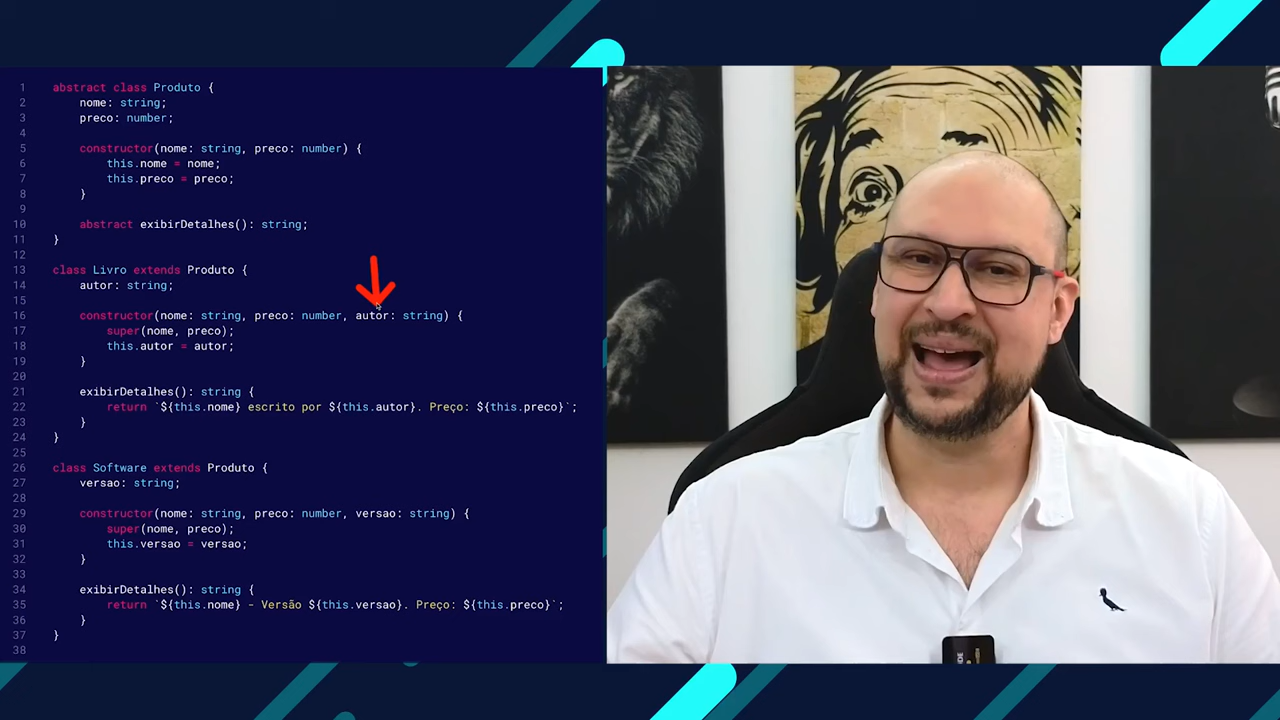 1 abstract class Produto {
2 nome: string;
3 preco: number;
4
5 constructor(nome: string, preco: number) {
6 this.nome = nome;
7 this.preco = preco;
8 }
9
10 abstract exibirDetalhes(): string;
11 }
12
13 class Livro extends Produto {
14 autor: string;
15
16 constructor(nome: string, preco: number, autor: string) {
17 super(nome, preco);
18 this.autor = autor;
19 }
20
21 exibirDetalhes(): string {
22 return `${this.nome} escrito por ${this.autor}. Preço: ${this.preco}`;
23 }
24 }
25
26 class Software extends Produto {
27 versao: string;
28
29 constructor(nome: string, preco: number, versao: string) {
30 super(nome, preco);
31 this.versao = versao;
32 }
33
34 exibirDetalhes(): string {
35 return `${this.nome} - Versão ${this.versao}. Preço: ${this.preco}`;
36 }
37 }
38